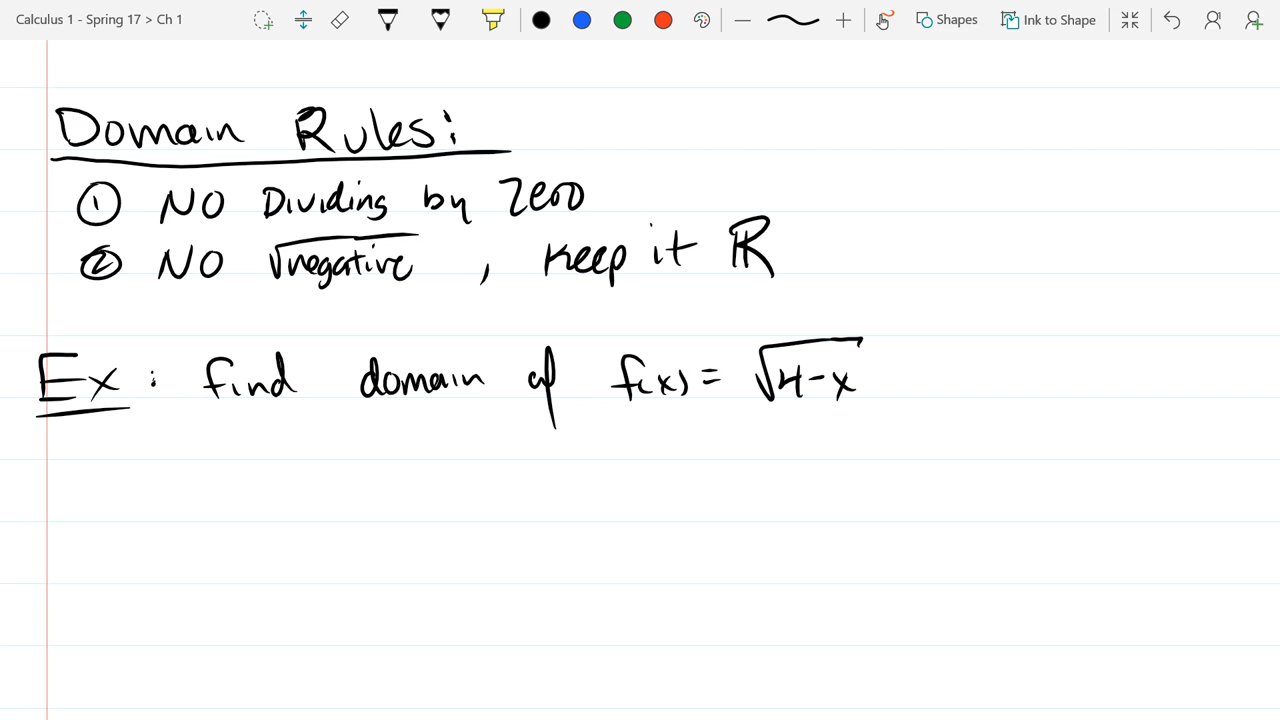 Calculus 1 - Spring 17 > Ch 1 Shapes Ink to Shape
Domain Rules:
① NO Dividing by Zero
② NO √negative , Keep it ℝ
Ex : find domain of f(x) = √4-x